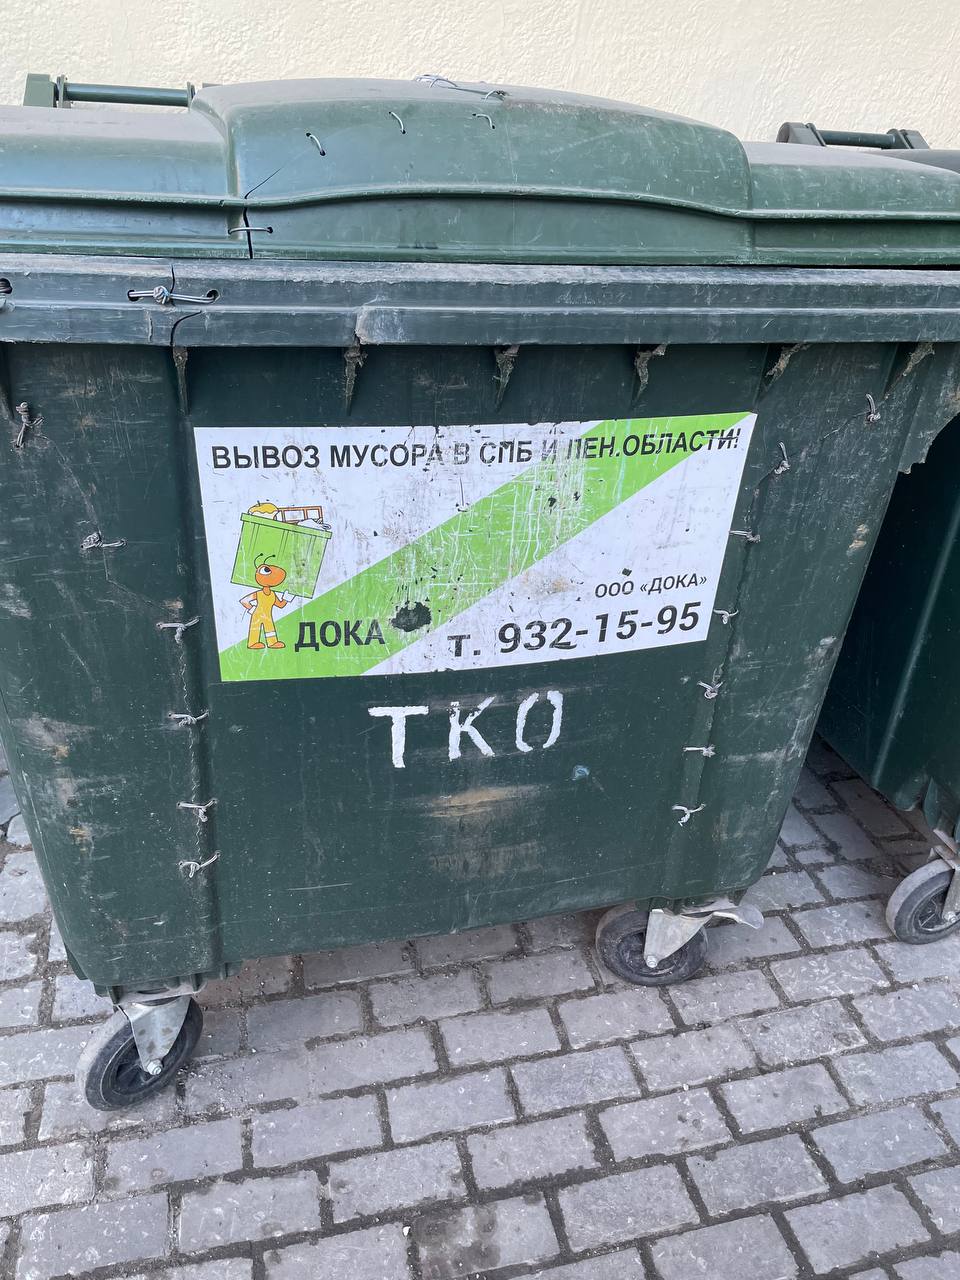 ВЫВОЗ МУСОРА В СПБ И ЛЕН.ОБЛАСТИ!
ООО «ДОКА»
ДОКА
т. 932-15-95
ТКО